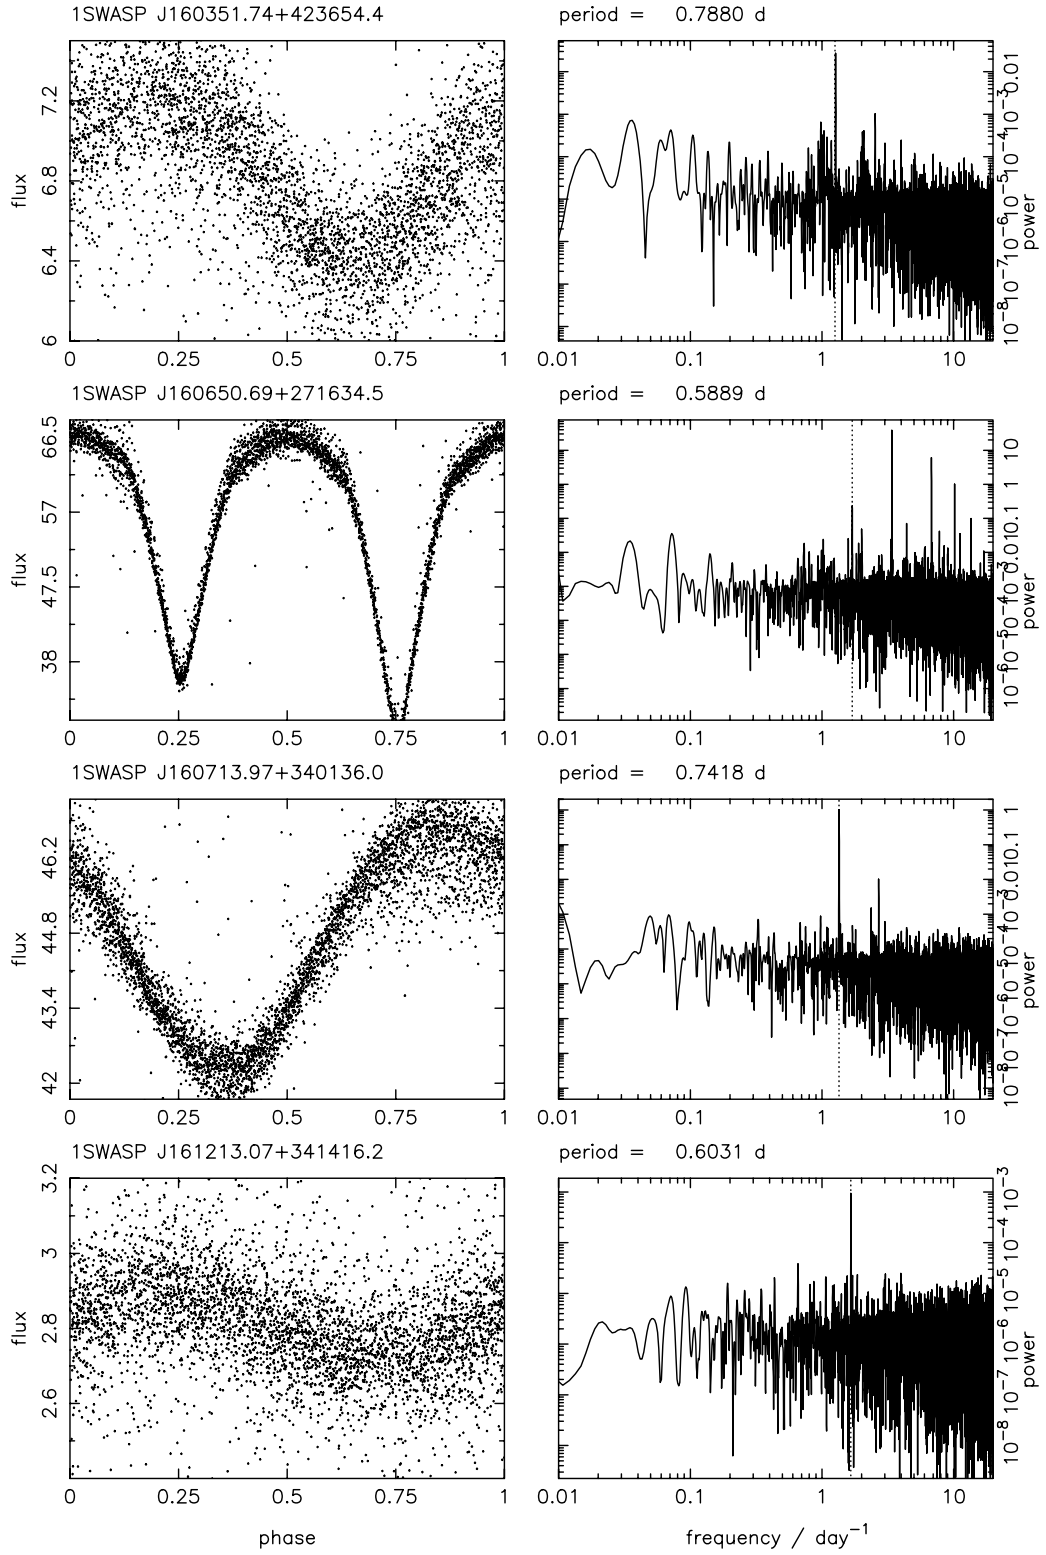 1SWASP J160351.74+423654.4
period = 0.7880 d
flux
7.2
6.8
6.4
6
0 0.25 0.5 0.75 1
0.01 0.1 1 10
0.01
10⁻³
10⁻⁴
10⁻⁵
10⁻⁶
10⁻⁷
10⁻⁸
power
1SWASP J160650.69+271634.5
period = 0.5889 d
flux
66.5
57
47.5
38
0 0.25 0.5 0.75 1
0.01 0.1 1 10
10
1
0.1
0.01
10⁻³
10⁻⁴
10⁻⁵
10⁻⁶
power
1SWASP J160713.97+340136.0
period = 0.7418 d
flux
46.2
44.8
43.4
42
0 0.25 0.5 0.75 1
0.01 0.1 1 10
1
0.1
0.01
10⁻³
10⁻⁴
10⁻⁵
10⁻⁶
10⁻⁷
10⁻⁸
power
1SWASP J161213.07+341416.2
period = 0.6031 d
flux
3.2
3
2.8
2.6
0 0.25 0.5 0.75 1
0.01 0.1 1 10
10⁻³
10⁻⁴
10⁻⁵
10⁻⁶
10⁻⁷
10⁻⁸
power
phase
frequency / day⁻¹